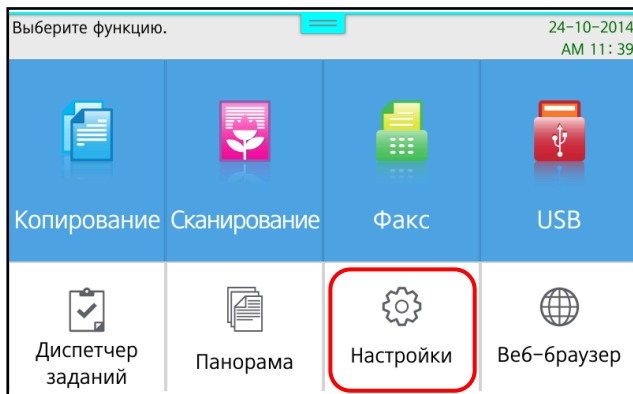 Выберите функцию.
24-10-2014
AM 11: 39
Копирование
Сканирование
Факс
USB
Диспетчер
заданий
Панорама
Настройки
Веб-браузер